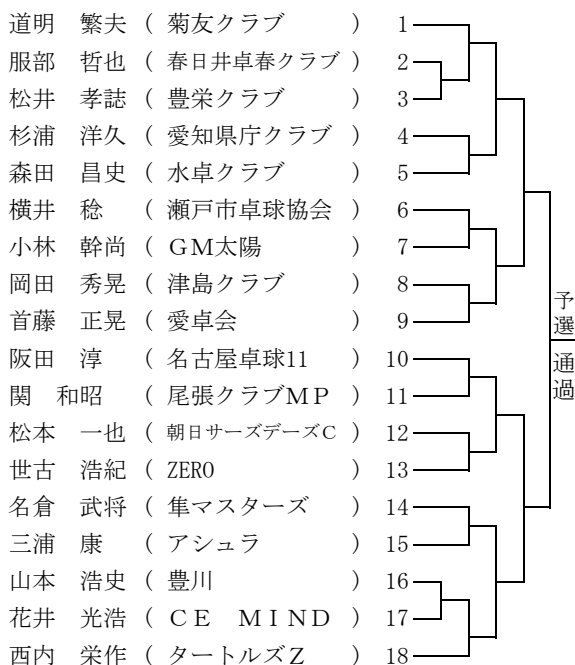 道明　繁夫 ( 菊友クラブ ) 1
服部　哲也 ( 春日井卓春クラブ ) 2
松井　孝誌 ( 豊栄クラブ ) 3
杉浦　洋久 ( 愛知県庁クラブ ) 4
森田　昌史 ( 水卓クラブ ) 5
横井　稔 ( 瀬戸市卓球協会 ) 6
小林　幹尚 ( ＧＭ太陽 ) 7
岡田　秀晃 ( 津島クラブ ) 8
首藤　正晃 ( 愛卓会 ) 9
阪田　淳 ( 名古屋卓球11 ) 10
関　和昭 ( 尾張クラブＭＰ ) 11
松本　一也 ( 朝日サーズデーズC ) 12
世古　浩紀 ( ZERO ) 13
名倉　武将 ( 隼マスターズ ) 14
三浦　康 ( アシュラ ) 15
山本　浩史 ( 豊川 ) 16
花井　光浩 ( ＣＥ　ＭＩＮＤ ) 17
西内　栄作 ( タートルズＺ ) 18
予選通過